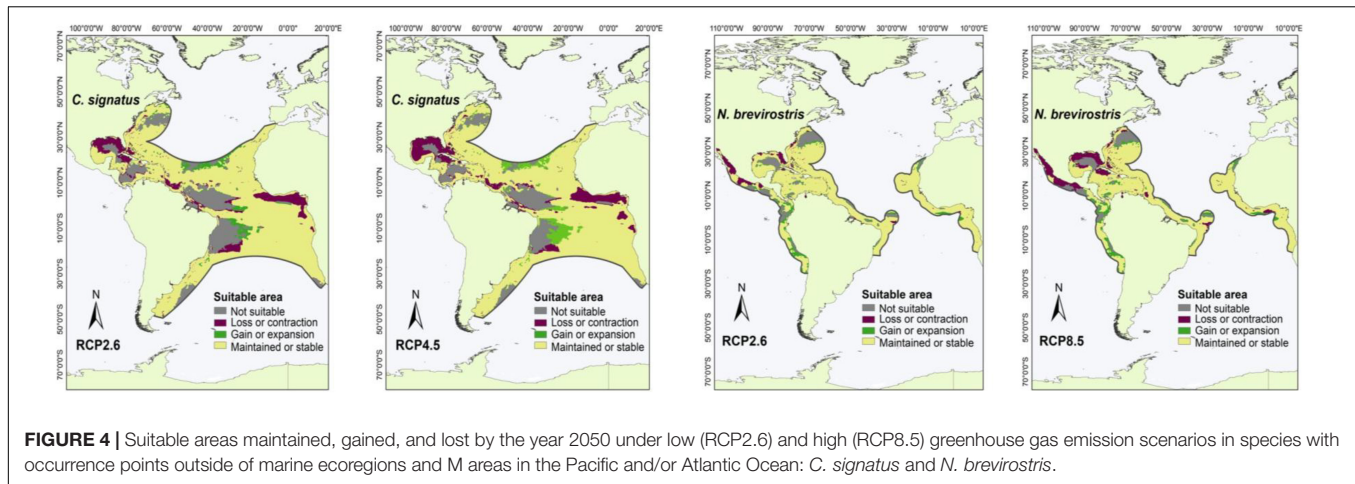 100°0'0"W 80°0'0"W 60°0'0"W 40°0'0"W 20°0'0"W 0°0'0"E 20°0'0"E
100°0'0"W 80°0'0"W 60°0'0"W 40°0'0"W 20°0'0"W 0°0'0"E 20°0'0"E
110°0'0"W 90°0'0"W 70°0'0"W 50°0'0"W 30°0'0"W 10°0'0"W 10°0'0"E
110°0'0"W 90°0'0"W 70°0'0"W 50°0'0"W 30°0'0"W 10°0'0"W 10°0'0"E
C. signatus
N
RCP2.6
Suitable area
Not suitable
Loss or contraction
Gain or expansion
Maintained or stable
C. signatus
N
RCP4.5
Suitable area
Not suitable
Loss or contraction
Gain or expansion
Maintained or stable
N. brevirostris
N
RCP2.6
Suitable area
Not suitable
Loss or contraction
Gain or expansion
Maintained or stable
N. brevirostris
N
RCP8.5
Suitable area
Not suitable
Loss or contraction
Gain or expansion
Maintained or stable
FIGURE 4 | Suitable areas maintained, gained, and lost by the year 2050 under low (RCP2.6) and high (RCP8.5) greenhouse gas emission scenarios in species with
occurrence points outside of marine ecoregions and M areas in the Pacific and/or Atlantic Ocean: C. signatus and N. brevirostris.